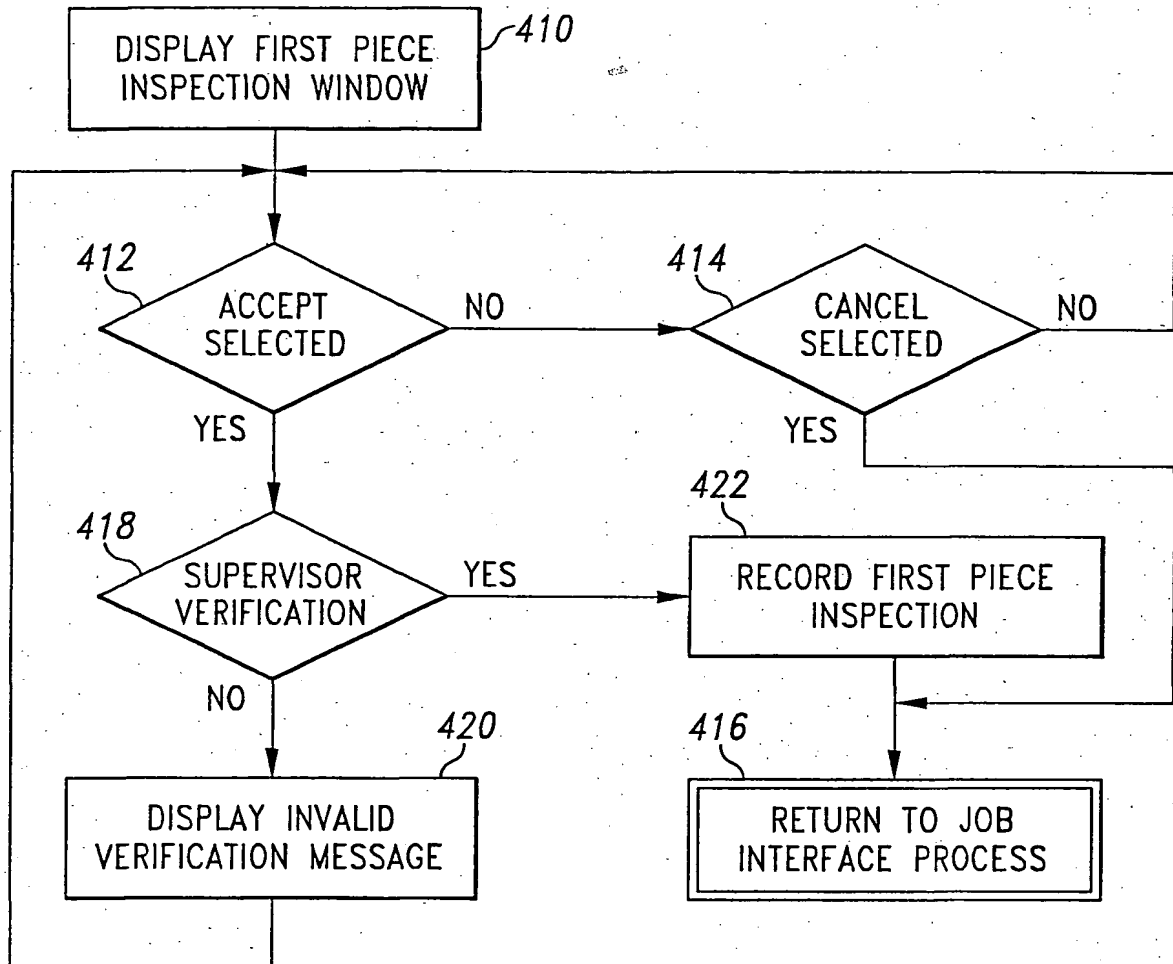 DISPLAY FIRST PIECE
INSPECTION WINDOW
410
412
ACCEPT
SELECTED
NO
YES
414
CANCEL
SELECTED
NO
YES
418
SUPERVISOR
VERIFICATION
YES
NO
422
RECORD FIRST PIECE
INSPECTION
420
DISPLAY INVALID
VERIFICATION MESSAGE
416
RETURN TO JOB
INTERFACE PROCESS